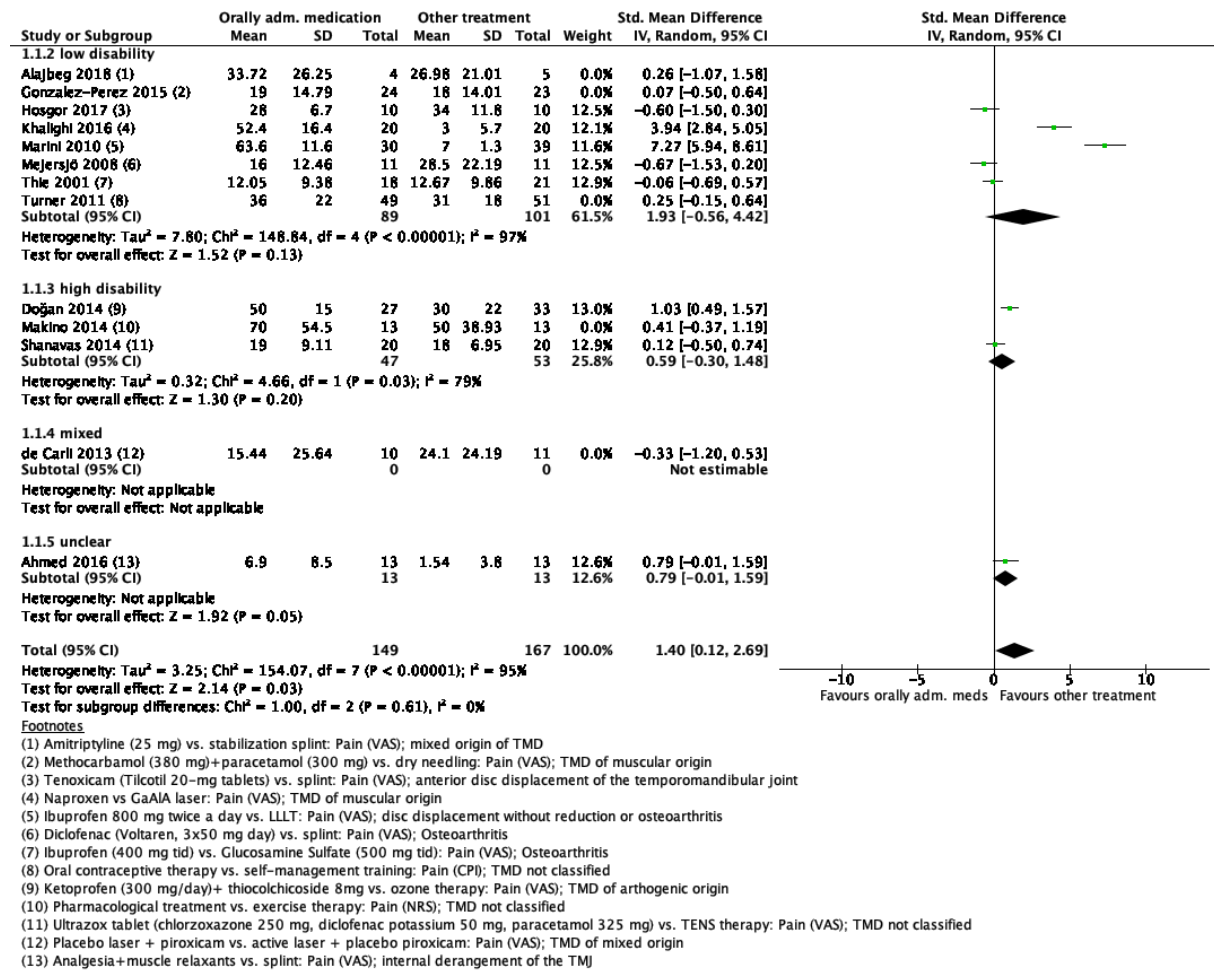 Orally adm. medication Other treatment Std. Mean Difference Std. Mean Difference
Study or Subgroup Mean SD Total Mean SD Total Weight IV, Random, 95% CI IV, Random, 95% CI
1.1.2 low disability
Alajbeg 2018 (1) 33.72 26.25 4 26.98 21.01 5 0.0% 0.26 [−1.07, 1.58]
Gonzalez-Perez 2015 (2) 19 14.79 24 18 14.01 23 0.0% 0.07 [−0.50, 0.64]
Hosgor 2017 (3) 28 6.7 10 34 11.8 10 12.5% −0.60 [−1.50, 0.30]
Khalighi 2016 (4) 52.4 16.4 20 3 5.7 20 12.1% 3.94 [2.84, 5.05]
Marini 2010 (5) 63.6 11.6 30 7 1.3 39 11.6% 7.27 [5.94, 8.61]
Mejersjö 2008 (6) 16 12.46 11 28.5 22.19 11 12.5% −0.67 [−1.53, 0.20]
Thie 2001 (7) 12.05 9.38 18 12.67 9.86 21 12.9% −0.06 [−0.69, 0.57]
Turner 2011 (8) 36 22 49 31 18 51 0.0% 0.25 [−0.15, 0.64]
Subtotal (95% CI) 89 101 61.5% 1.93 [−0.56, 4.42]
Heterogeneity: Tau² = 7.80; Chi² = 148.84, df = 4 (P < 0.00001); I² = 97%
Test for overall effect: Z = 1.52 (P = 0.13)
1.1.3 high disability
Doğan 2014 (9) 50 15 27 30 22 33 13.0% 1.03 [0.49, 1.57]
Makino 2014 (10) 70 54.5 13 50 38.93 13 0.0% 0.41 [−0.37, 1.19]
Shanavas 2014 (11) 19 9.11 20 18 6.95 20 12.9% 0.12 [−0.50, 0.74]
Subtotal (95% CI) 47 53 25.8% 0.59 [−0.30, 1.48]
Heterogeneity: Tau² = 0.32; Chi² = 4.66, df = 1 (P = 0.03); I² = 79%
Test for overall effect: Z = 1.30 (P = 0.20)
1.1.4 mixed
de Carli 2013 (12) 15.44 25.64 10 24.1 24.19 11 0.0% −0.33 [−1.20, 0.53]
Subtotal (95% CI) 0 0 Not estimable
Heterogeneity: Not applicable
Test for overall effect: Not applicable
1.1.5 unclear
Ahmed 2016 (13) 6.9 8.5 13 1.54 3.8 13 12.6% 0.79 [−0.01, 1.59]
Subtotal (95% CI) 13 13 12.6% 0.79 [−0.01, 1.59]
Heterogeneity: Not applicable
Test for overall effect: Z = 1.92 (P = 0.05)
Total (95% CI) 149 167 100.0% 1.40 [0.12, 2.69]
Heterogeneity: Tau² = 3.25; Chi² = 154.07, df = 7 (P < 0.00001); I² = 95%
Test for overall effect: Z = 2.14 (P = 0.03)
Test for subgroup differences: Chi² = 1.00, df = 2 (P = 0.61), I² = 0%
−10 −5 0 5 10
Favours orally adm. meds Favours other treatment
Footnotes
(1) Amitriptyline (25 mg) vs. stabilization splint: Pain (VAS); mixed origin of TMD
(2) Methocarbamol (380 mg)+paracetamol (300 mg) vs. dry needling: Pain (VAS); TMD of muscular origin
(3) Tenoxicam (Tilcotil 20-mg tablets) vs. splint: Pain (VAS); anterior disc displacement of the temporomandibular joint
(4) Naproxen vs GaAlA laser: Pain (VAS); TMD of muscular origin
(5) Ibuprofen 800 mg twice a day vs. LLLT: Pain (VAS); disc displacement without reduction or osteoarthritis
(6) Diclofenac (Voltaren, 3x50 mg day) vs. splint: Pain (VAS); Osteoarthritis
(7) Ibuprofen (400 mg tid) vs. Glucosamine Sulfate (500 mg tid): Pain (VAS); Osteoarthritis
(8) Oral contraceptive therapy vs. self-management training: Pain (CPI); TMD not classified
(9) Ketoprofen (300 mg/day)+ thiocolchicoside 8mg vs. ozone therapy: Pain (VAS); TMD of arthogenic origin
(10) Pharmacological treatment vs. exercise therapy: Pain (NRS); TMD not classified
(11) Ultrazox tablet (chlorzoxazone 250 mg, diclofenac potassium 50 mg, paracetamol 325 mg) vs. TENS therapy: Pain (VAS); TMD not classified
(12) Placebo laser + piroxicam vs. active laser + placebo piroxicam: Pain (VAS); TMD of mixed origin
(13) Analgesia+muscle relaxants vs. splint: Pain (VAS); internal derangement of the TMJ